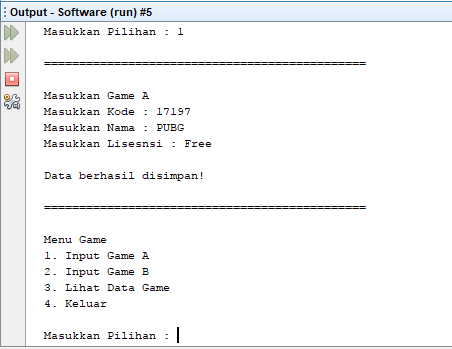 Output - Software (run) #5
Masukkan Pilihan : 1
==============================================
Masukkan Game A
Masukkan Kode : 17197
Masukkan Nama : PUBG
Masukkan Lisesnsi : Free
Data berhasil disimpan!
==============================================
Menu Game
1. Input Game A
2. Input Game B
3. Lihat Data Game
4. Keluar
Masukkan Pilihan :